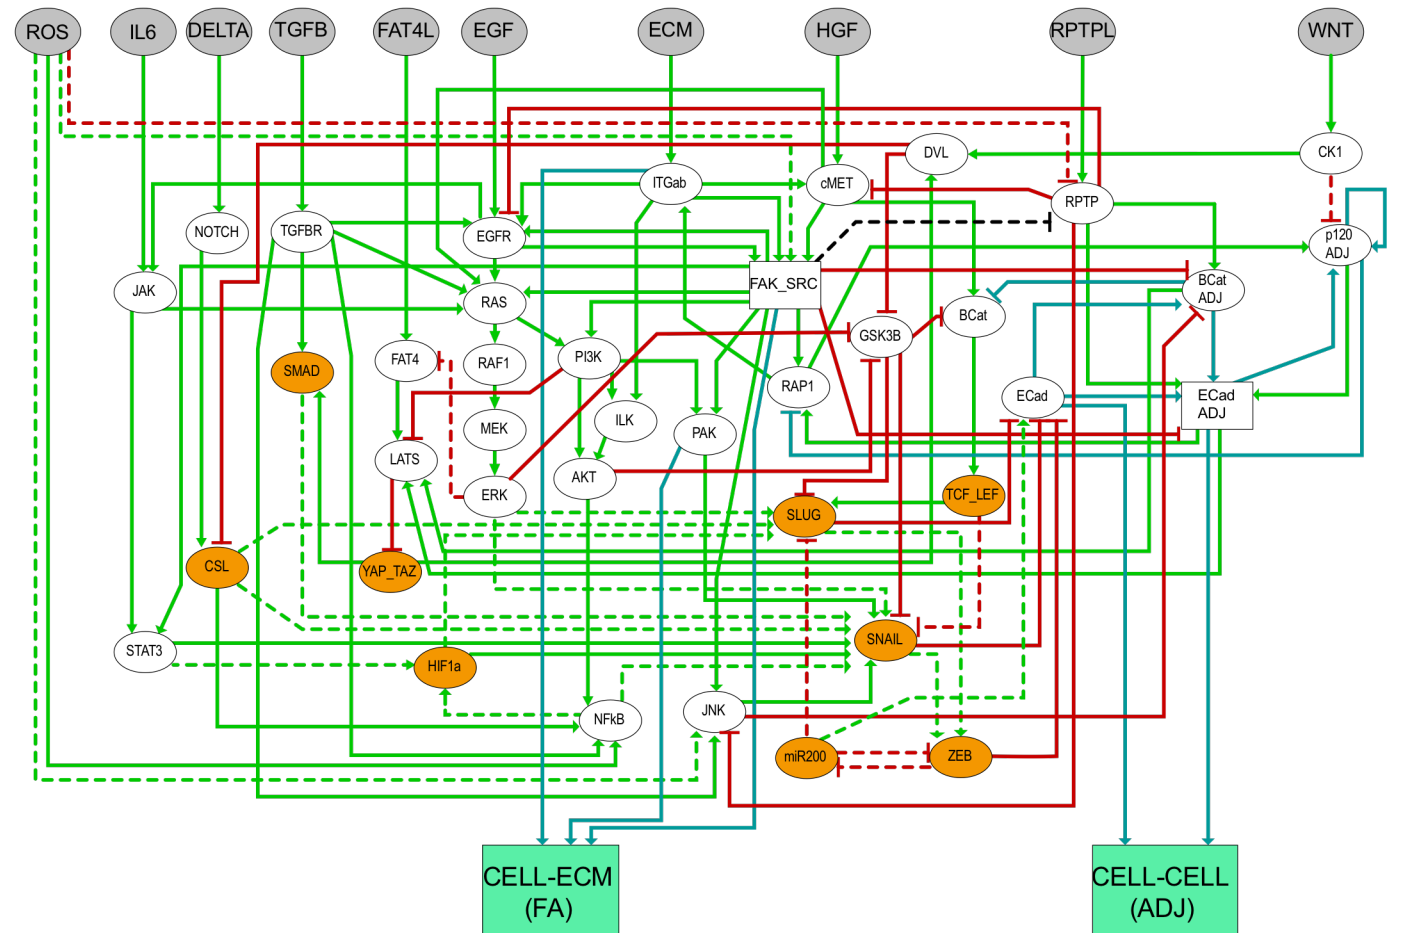 ROS
IL6
DELTA
TGFB
FAT4L
EGF
ECM
HGF
RPTPL
WNT
DVL
CK1
ITGab
cMET
RPTP
NOTCH
TGFBR
EGFR
p120
ADJ
JAK
RAS
FAK_SRC
BCat
BCat
ADJ
GSK3B
SMAD
FAT4
RAF1
PI3K
RAP1
ECad
ECad
ADJ
MEK
ILK
PAK
LATS
AKT
ERK
SLUG
TCF_LEF
CSL
YAP_TAZ
STAT3
HIF1a
SNAIL
NFkB
JNK
miR200
ZEB
CELL-ECM
(FA)
CELL-CELL
(ADJ)